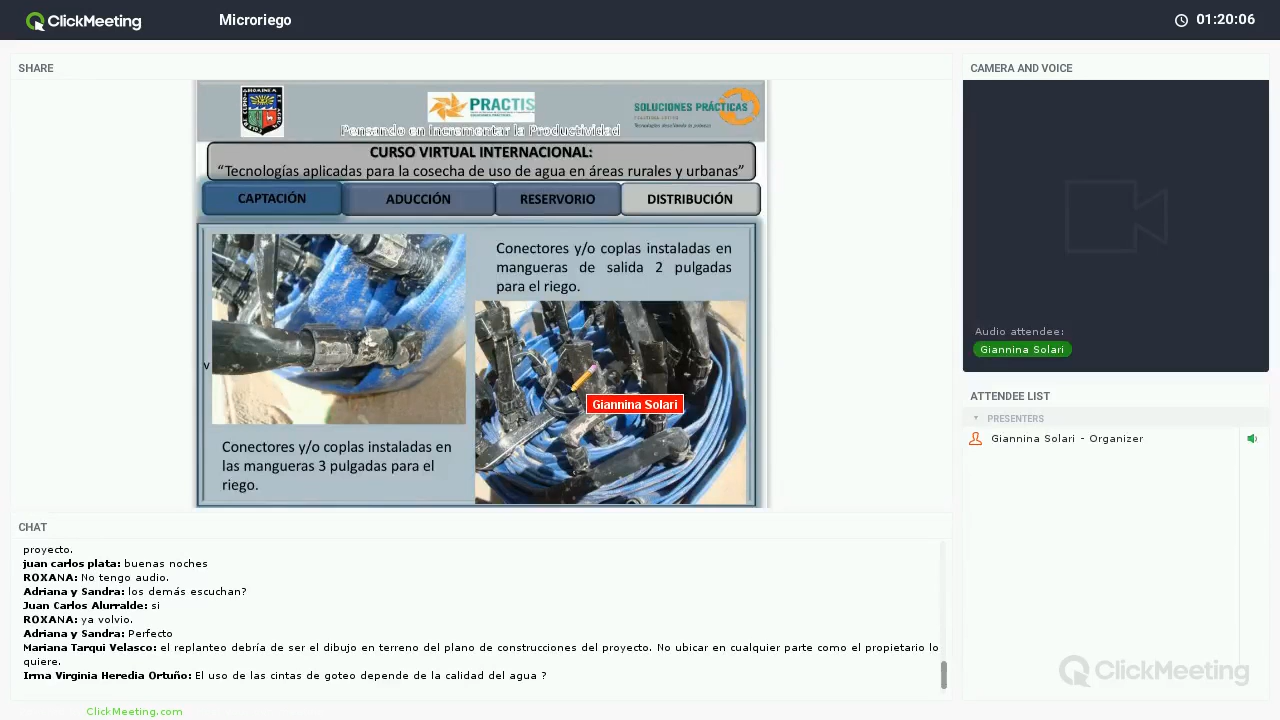 ClickMeeting
Microriego
01:20:06
SHARE
CAMERA AND VOICE
PRACTIS
SOLUCIONES PRÁCTICAS
Pensando en Incrementar la Productividad
CURSO VIRTUAL INTERNACIONAL:
“Tecnologías aplicadas para la cosecha de uso de agua en áreas rurales y urbanas”
CAPTACIÓN
ADUCCIÓN
RESERVORIO
DISTRIBUCIÓN
Conectores y/o coplas instaladas en
mangueras de salida 2 pulgadas
para el riego.
v
Giannina Solari
Conectores y/o coplas instaladas en
las mangueras 3 pulgadas para el
riego.
Audio attendee:
Giannina Solari
ATTENDEE LIST
PRESENTERS
Giannina Solari - Organizer
CHAT
proyecto.
juan carlos plata: buenas noches
ROXANA: No tengo audio.
Adriana y Sandra: los demás escuchan?
Juan Carlos Alurralde: si
ROXANA: ya volvio.
Adriana y Sandra: Perfecto
Mariana Tarqui Velasco: el replanteo debría de ser el dibujo en terreno del plano de construcciones del proyecto. No ubicar en cualquier parte como el propietario lo
quiere.
Irma Virginia Heredia Ortuño: El uso de las cintas de goteo depende de la calidad del agua ?
ClickMeeting
ClickMeeting.com